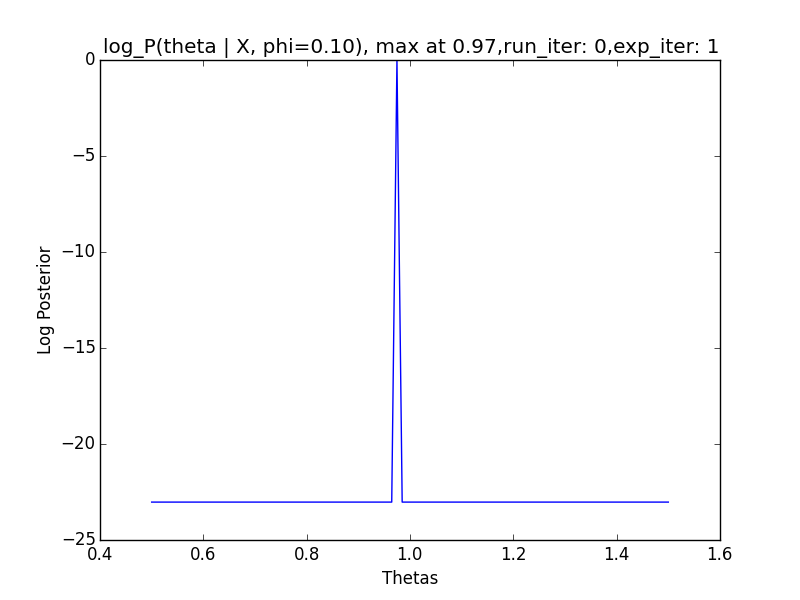 log_P(theta | X, phi=0.10), max at 0.97,run_iter: 0,exp_iter: 1
0
−5
−10
−15
−20
−25
Log Posterior
0.4 0.6 0.8 1.0 1.2 1.4 1.6
Thetas